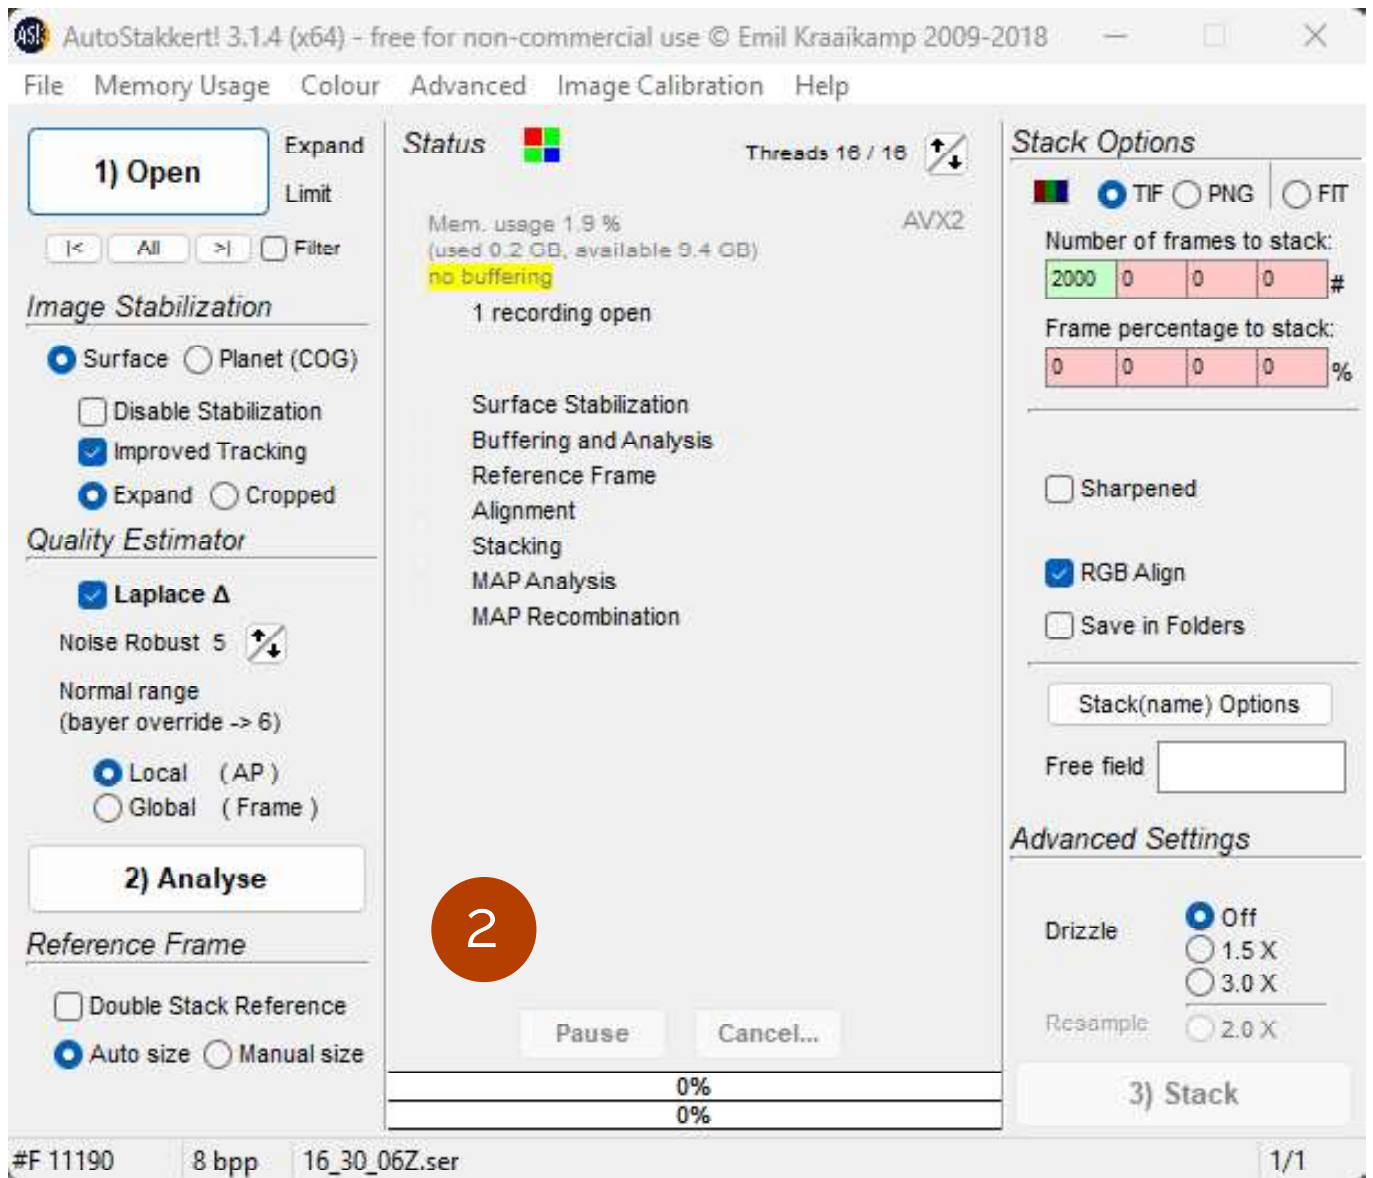 AS!3 AutoStakkert! 3.1.4 (x64) - free for non-commercial use © Emil Kraaikamp 2009-2018
File Memory Usage Colour Advanced Image Calibration Help
1) Open
Expand
Limit
|< All >| Filter
Image Stabilization
Surface Planet (COG)
Disable Stabilization
Improved Tracking
Expand Cropped
Quality Estimator
Laplace Δ
Noise Robust 5
Normal range
(bayer override -> 6)
Local (AP)
Global (Frame)
2) Analyse
Reference Frame
Double Stack Reference
Auto size Manual size
Status
Threads 16 / 16
Mem. usage 1.9 %
AVX2
(used 0.2 GB, available 9.4 GB)
no buffering
1 recording open
Surface Stabilization
Buffering and Analysis
Reference Frame
Alignment
Stacking
MAP Analysis
MAP Recombination
2
Pause Cancel...
0%
0%
Stack Options
TIF PNG FIT
Number of frames to stack:
2000 0 0 0 #
Frame percentage to stack:
0 0 0 0 %
Sharpened
RGB Align
Save in Folders
Stack(name) Options
Free field
Advanced Settings
Drizzle
Off
1.5 X
3.0 X
Resample 2.0 X
3) Stack
#F 11190 8 bpp 16_30_06Z.ser 1/1